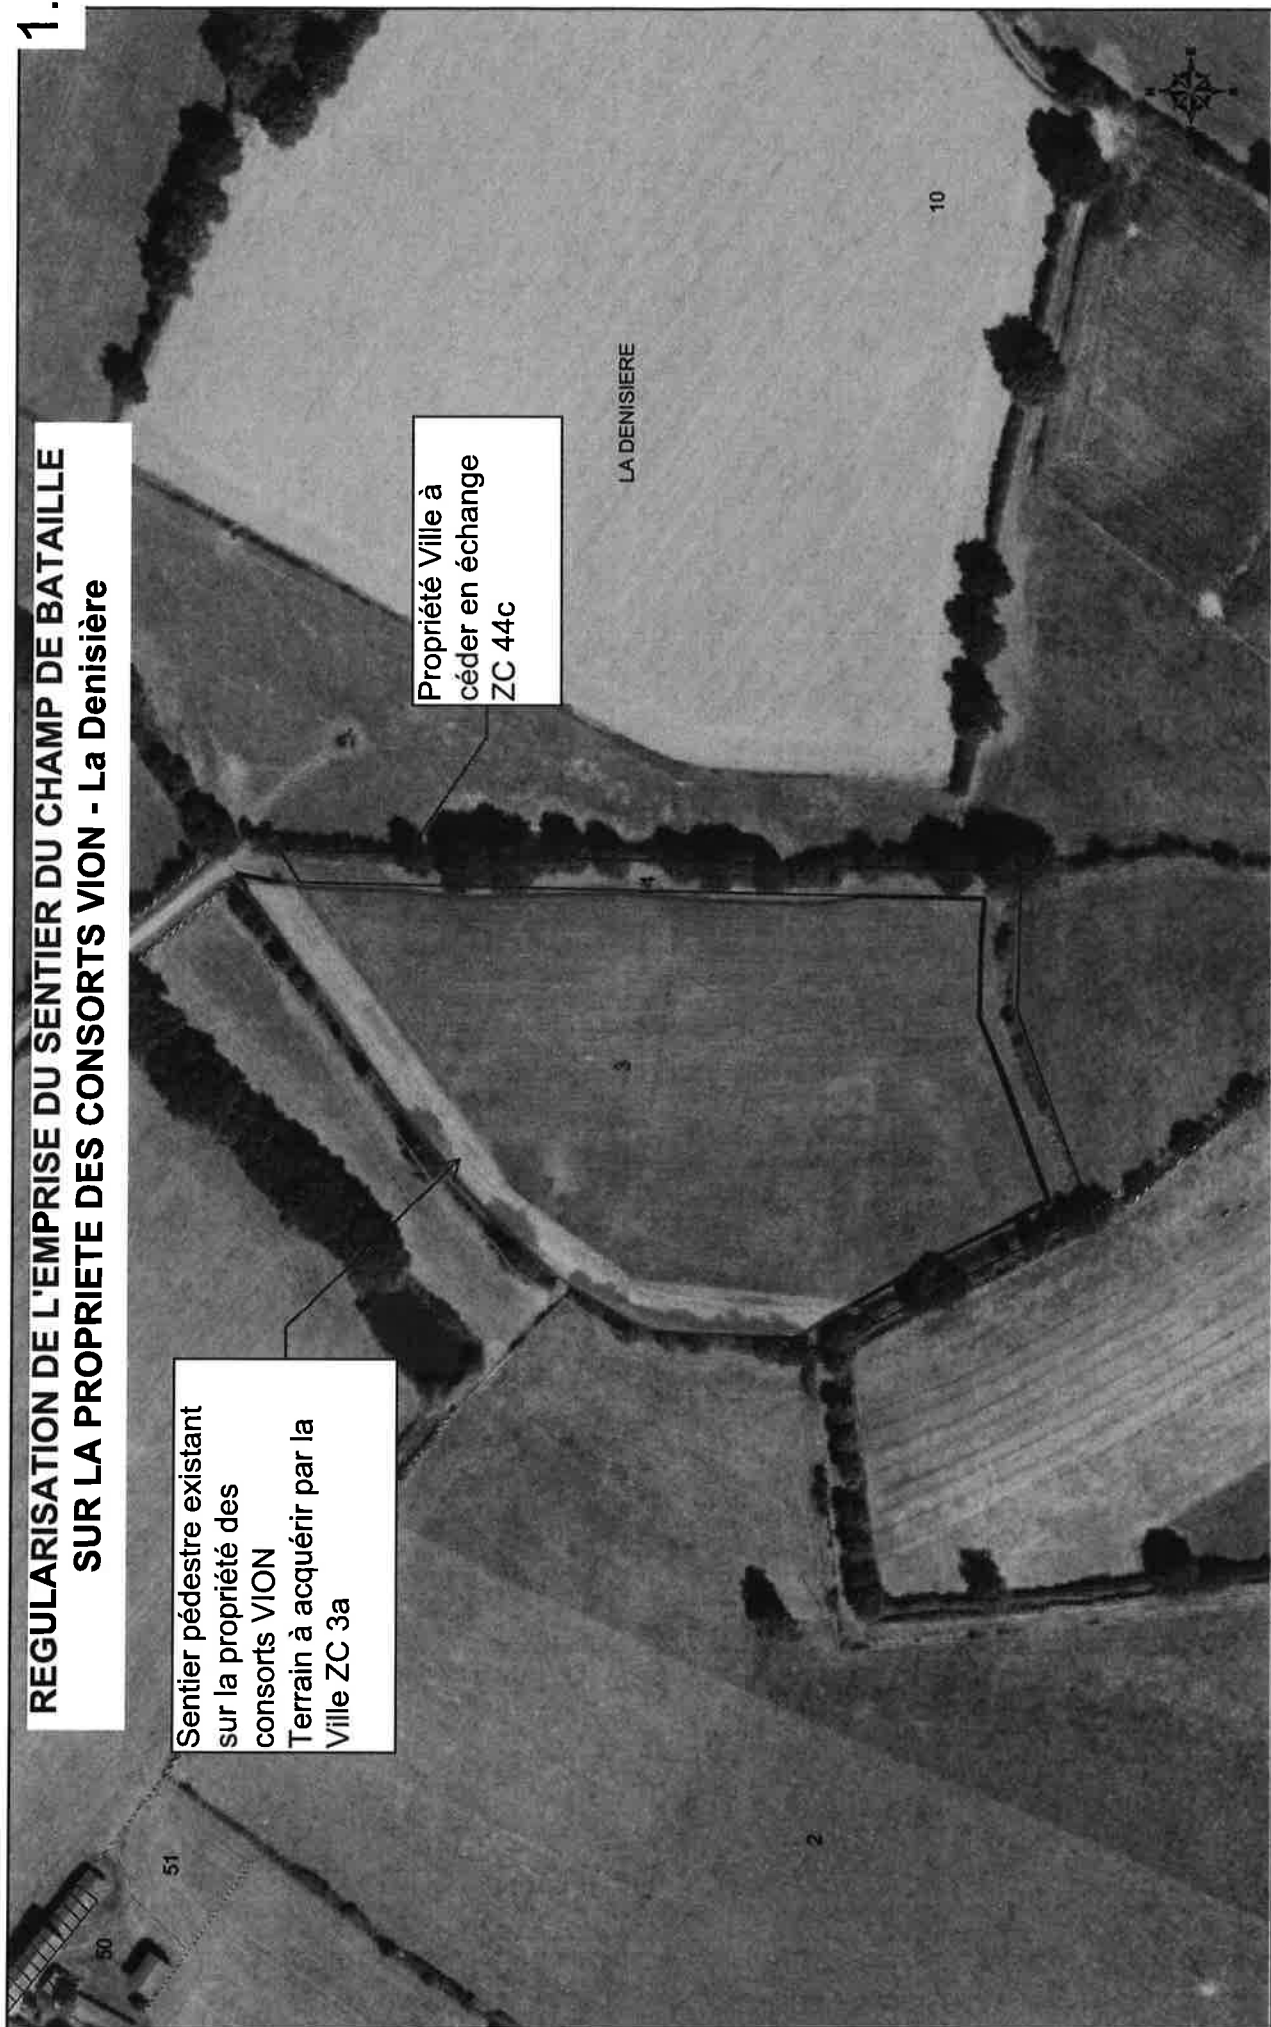 1.
REGULARISATION DE L'EMPRISE DU SENTIER DU CHAMP DE BATAILLE
SUR LA PROPRIETE DES CONSORTS VION - La Denisière
Sentier pédestre existant
sur la propriété des
consorts VION
Terrain à acquérir par la
Ville ZC 3a
Propriété Ville à
céder en échange
ZC 44c
50
51
3
LA DENISIERE
10
2